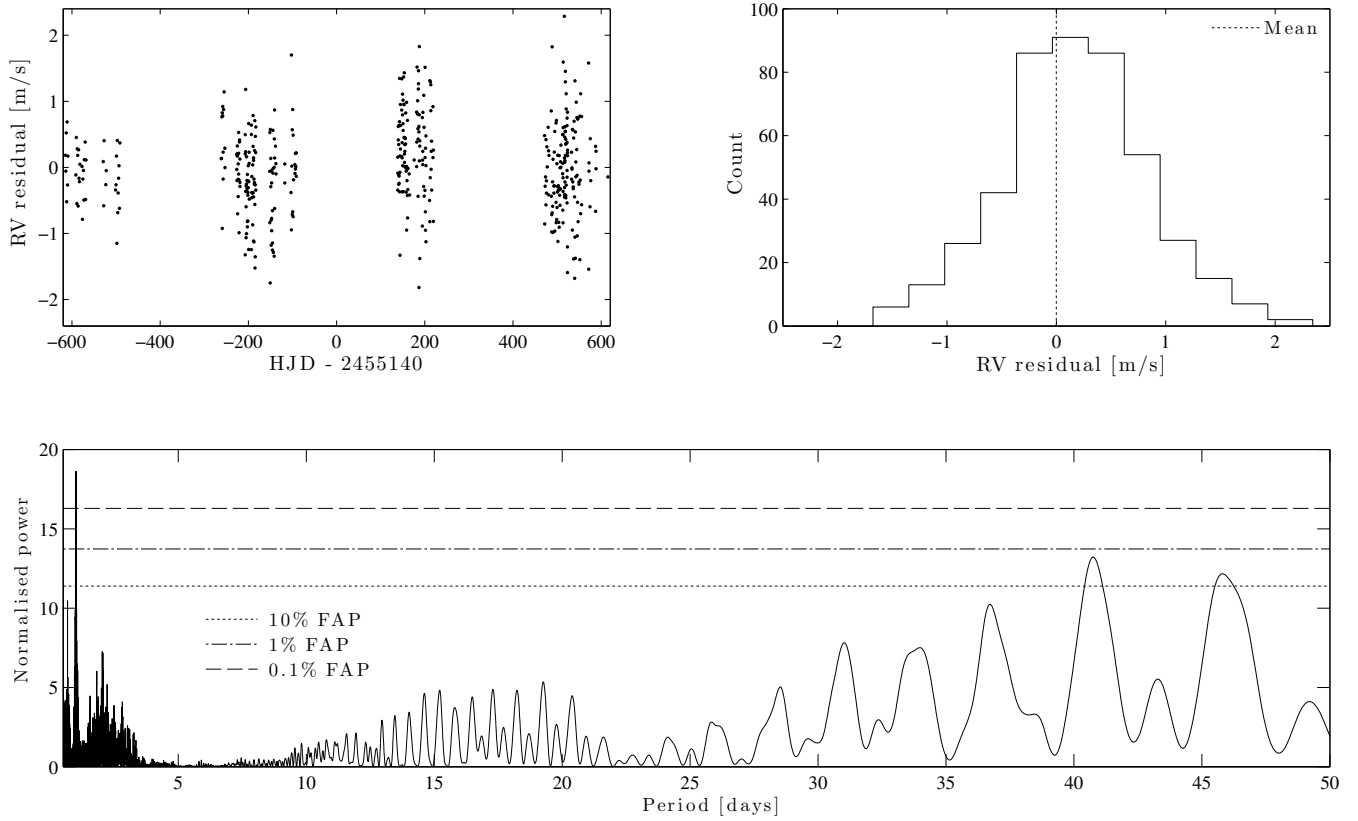 RV residual [m/s]
2
1
0
−1
−2
−600 −400 −200 0 200 400 600
HJD - 2455140
Count
100
80
60
40
20
0
Mean
−2 −1 0 1 2
RV residual [m/s]
Normalised power
20
15
10
5
0
10% FAP
1% FAP
0.1% FAP
5 10 15 20 25 30 35 40 45 50
Period [days]